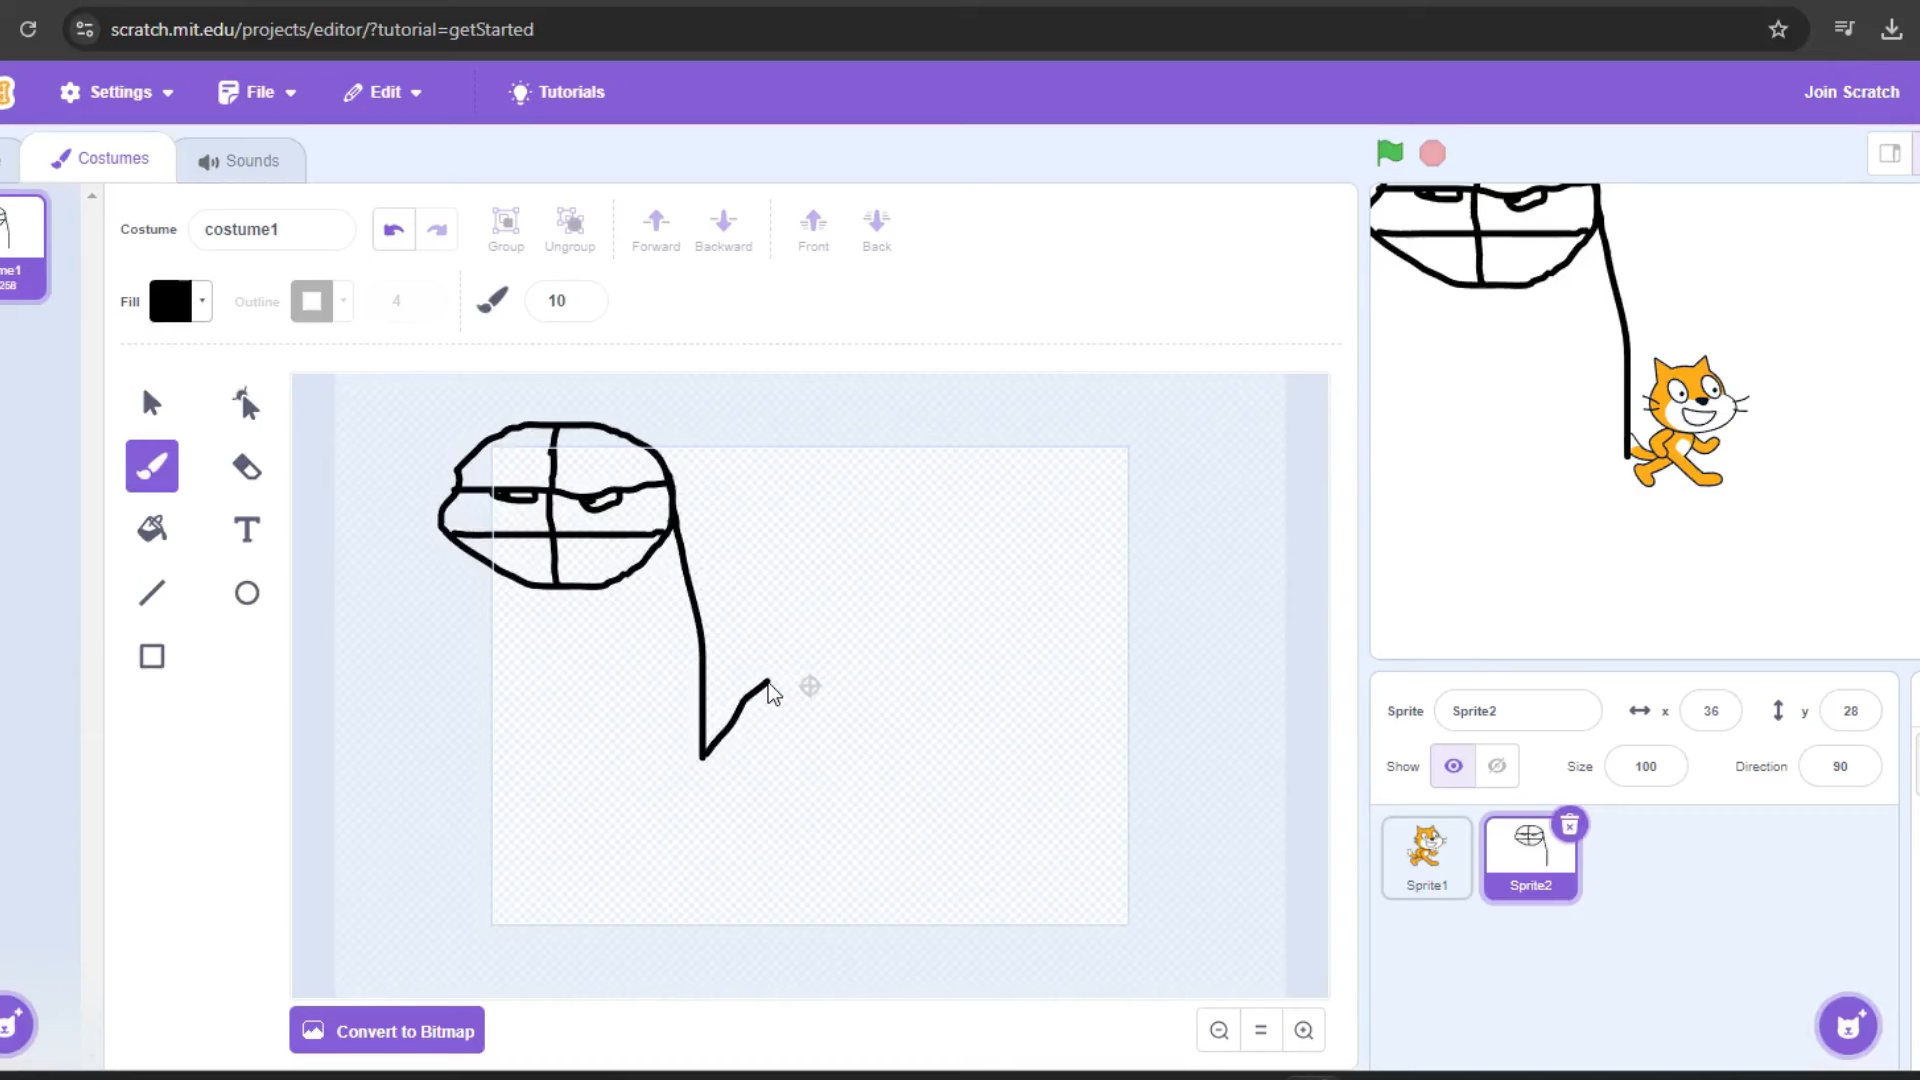 scratch.mit.edu/projects/editor/?tutorial=getStarted
Settings File Edit Tutorials Join Scratch
Costumes Sounds
Costume costume1 Group Ungroup Forward Backward Front Back
Fill Outline 4 10
me1
258
Sprite Sprite2 x 36 y 28
Show Size 100 Direction 90
Sprite1 Sprite2
Convert to Bitmap